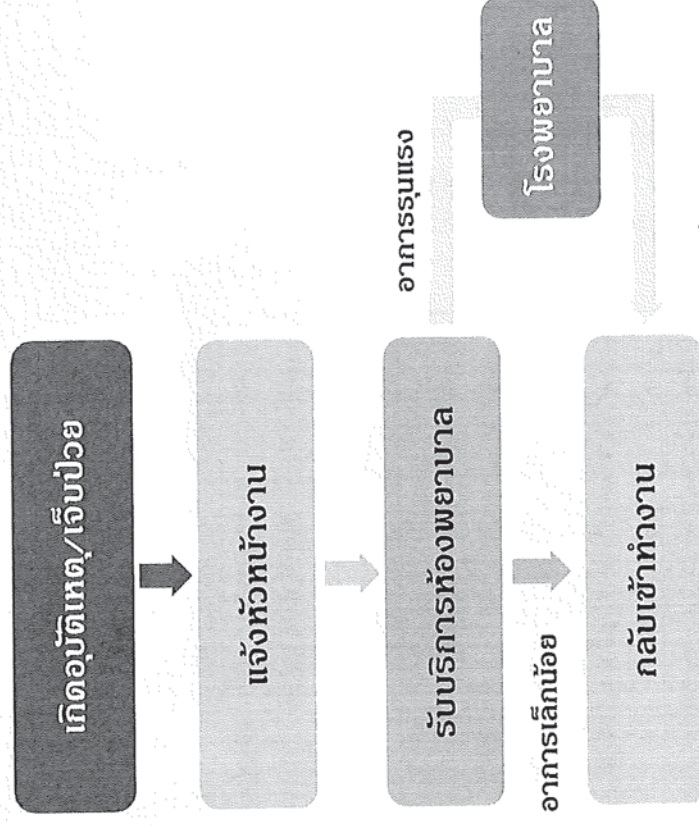 เกิดอุบัติเหตุ/เจ็บป่วย
แจ้งหัวหน้างาน
รับบริการห้องพยาบาล
อาการรุนแรง
โรงพยาบาล
อาการเล็กน้อย
กลับเข้าทำงาน